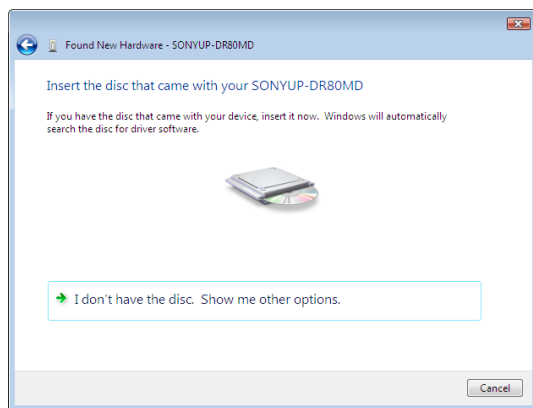 Found New Hardware - SONYUP-DR80MD
Insert the disc that came with your SONYUP-DR80MD
If you have the disc that came with your device, insert it now. Windows will automatically
search the disc for driver software.
I don't have the disc. Show me other options.
Cancel